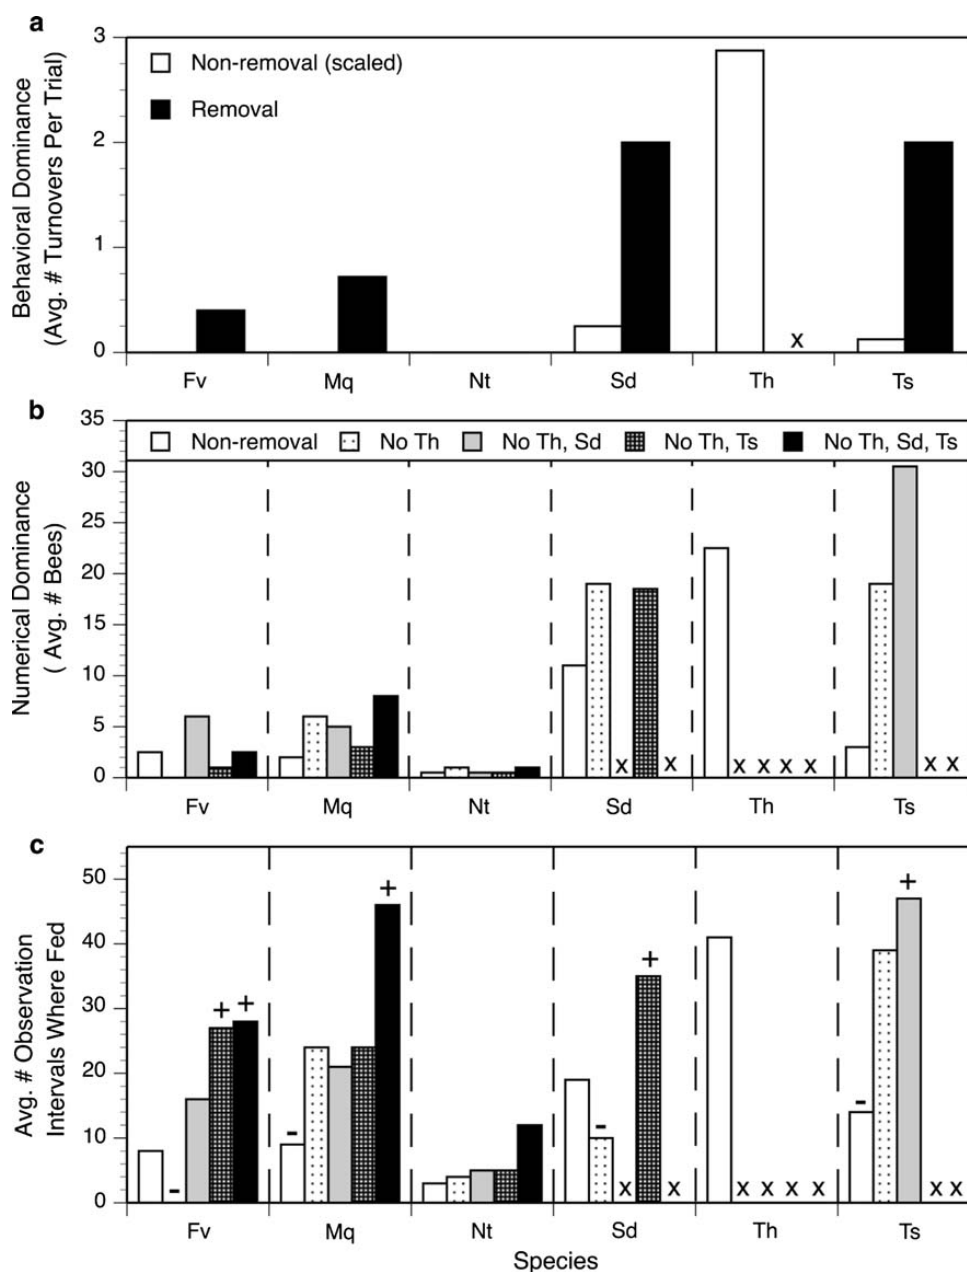 a
Behavioral Dominance
(Avg. # Turnovers Per Trial)
3
2
1
0
Non-removal (scaled)
Removal
x
Fv Mq Nt Sd Th Ts
b
Numerical Dominance
( Avg. # Bees)
35
30
25
20
15
10
5
0
Non-removal No Th No Th, Sd No Th, Ts No Th, Sd, Ts
x x x x x x x x
Fv Mq Nt Sd Th Ts
c
Avg. # Observation
Intervals Where Fed
50
40
30
20
10
0
- + + - + - + - +
x x x x x x x x
Fv Mq Nt Sd Th Ts
Species